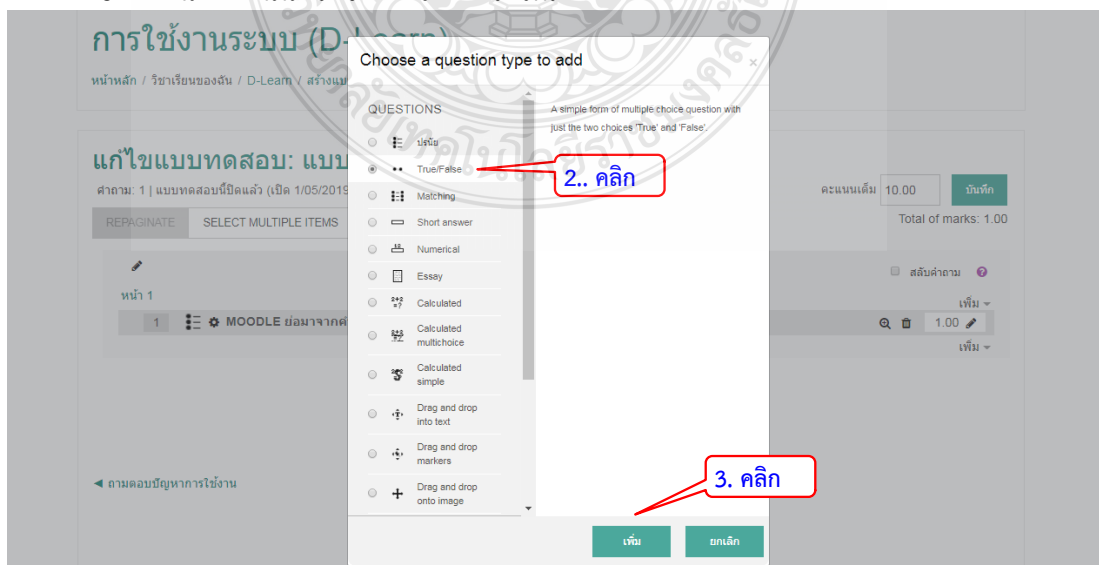 การใช้งานระบบ (D-Learn)
หน้าหลัก / วิชาเรียนของฉัน / D-Learn / สร้างแบ
แก้ไขแบบทดสอบ: แบบ
คำถาม: 1 | แบบทดสอบนี้ปิดแล้ว (เปิด 1/05/2019
REPAGINATE SELECT MULTIPLE ITEMS
คะแนนเต็ม 10.00 บันทึก
Total of marks: 1.00
สลับคำถาม
หน้า 1
เพิ่ม
1 MOODLE ย่อมาจากคำ
1.00
เพิ่ม
◄ ถามตอบปัญหาการใช้งาน
Choose a question type to add ×
QUESTIONS
ปรนัย
True/False
Matching
Short answer
Numerical
Essay
Calculated
Calculated
multichoice
Calculated
simple
Drag and drop
into text
Drag and drop
markers
Drag and drop
onto image
A simple form of multiple choice question with
just the two choices 'True' and 'False'.
2.. คลิก
3. คลิก
เพิ่ม ยกเลิก